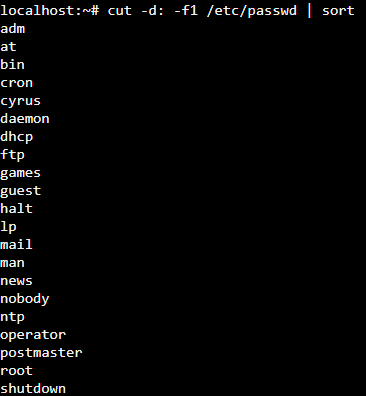 localhost:~# cut -d: -f1 /etc/passwd | sort
adm
at
bin
cron
cyrus
daemon
dhcp
ftp
games
guest
halt
lp
mail
man
news
nobody
ntp
operator
postmaster
root
shutdown